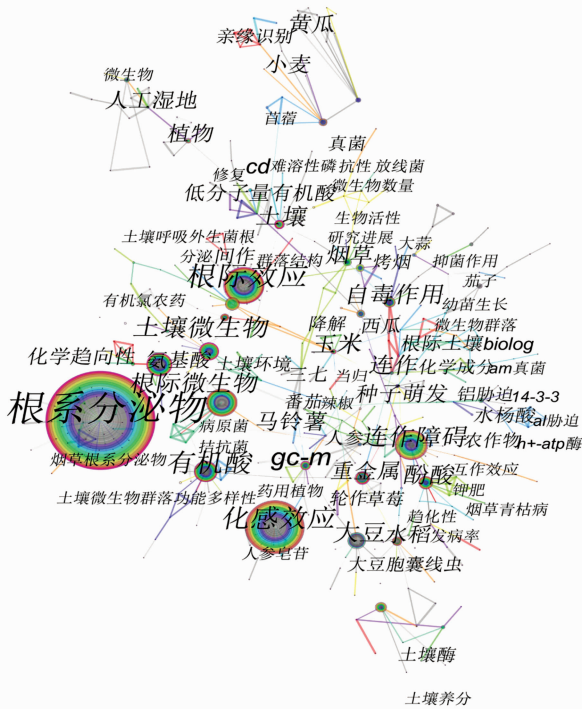 黄瓜
亲缘识别
小麦
微生物
人工湿地
苜蓿
植物
真菌
修复
cd
难溶性磷
抗性
放线菌
低分子量有机酸
微生物数量
土壤
生物活性
土壤呼吸
外生菌根
研究进展
大蒜
分泌
间作
群落结构
烟草
烤烟
抑菌作用
根际效应
茄子
有机氯农药
自毒作用
幼苗生长
土壤微生物
降解
西瓜
微生物群落
玉米
根际土壤
biolog
化学趋向性
氨基酸
土壤环境
连作
化学成分
am真菌
根际微生物
三七
当归
种子萌发
铝胁迫
14-3-3
根系分泌物
番茄
辣椒
水杨酸
al胁迫
马铃薯
病原菌
人参
连作障碍
农作物
h+-atp酶
拮抗菌
烟草根系分泌物
有机酸
gc-m
重金属
酚酸
互作效应
钾肥
土壤微生物群落功能多样性
药用植物
轮作
草莓
烟草青枯病
化感效应
趋化性
大豆
水稻
发病率
人参皂苷
大豆胞囊线虫
土壤酶
土壤养分